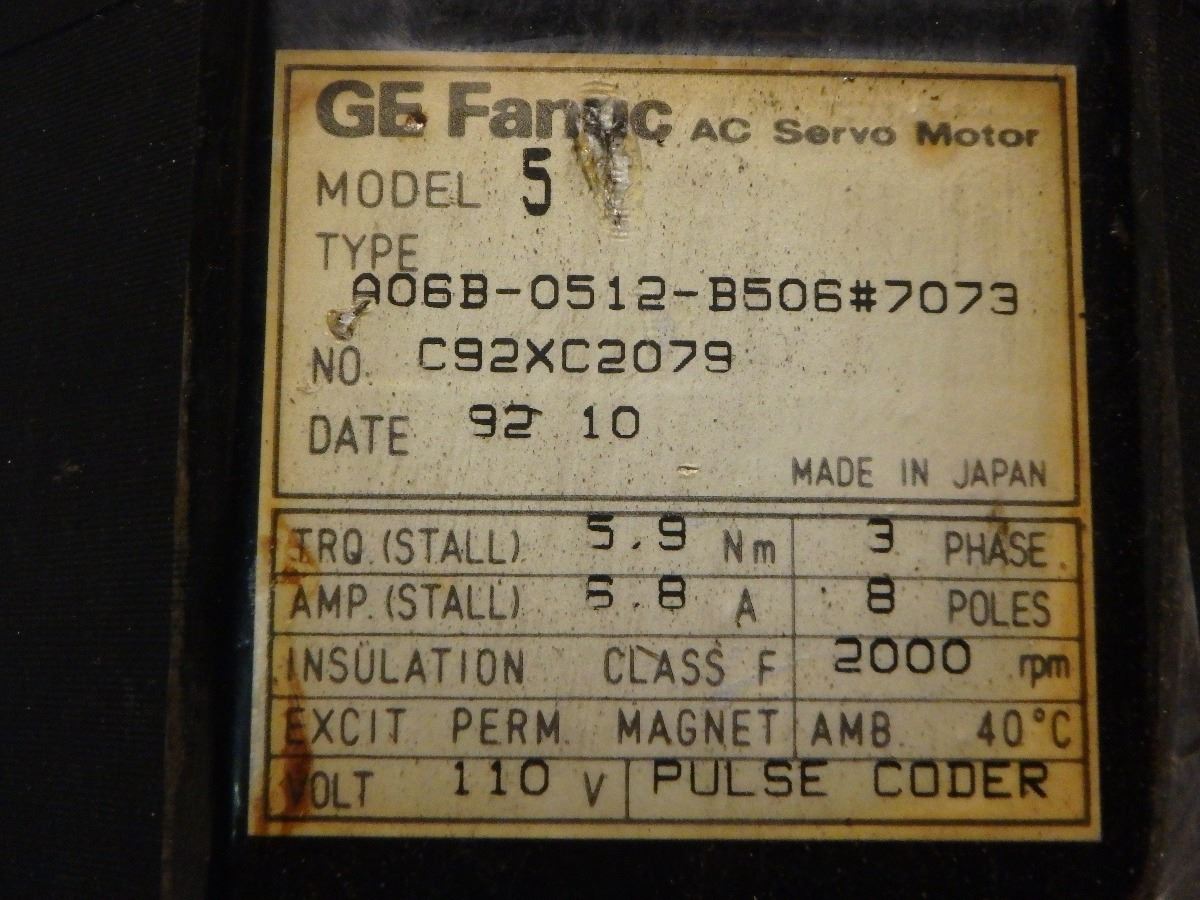 GE Fanuc AC Servo Motor
MODEL 5
TYPE
A06B-0512-B506#7073
NO. C92XC2079
DATE 92 10
MADE IN JAPAN
TRQ.(STALL) 5.9 Nm 3 PHASE.
AMP.(STALL) 6.8 A 8 POLES
INSULATION CLASS F 2000 rpm
EXCIT PERM. MAGNET AMB. 40°C
VOLT 110 V PULSE CODER